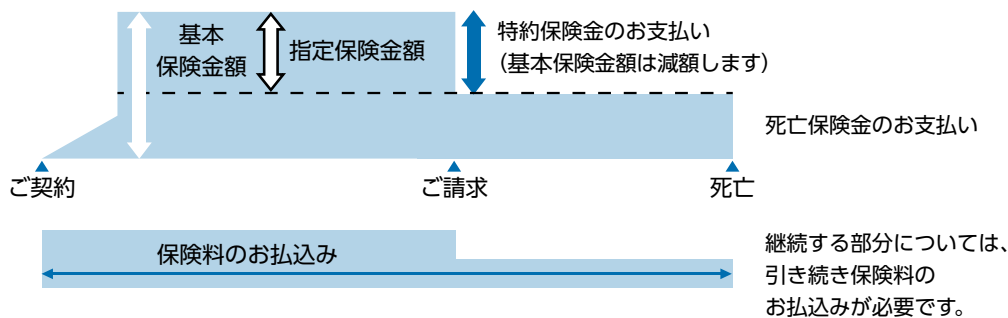 基本
保険金額
指定保険金額
特約保険金のお支払い
（基本保険金額は減額します）
死亡保険金のお支払い
ご契約
ご請求
死亡
保険料のお払込み
継続する部分については、
引き続き保険料の
お払込みが必要です。